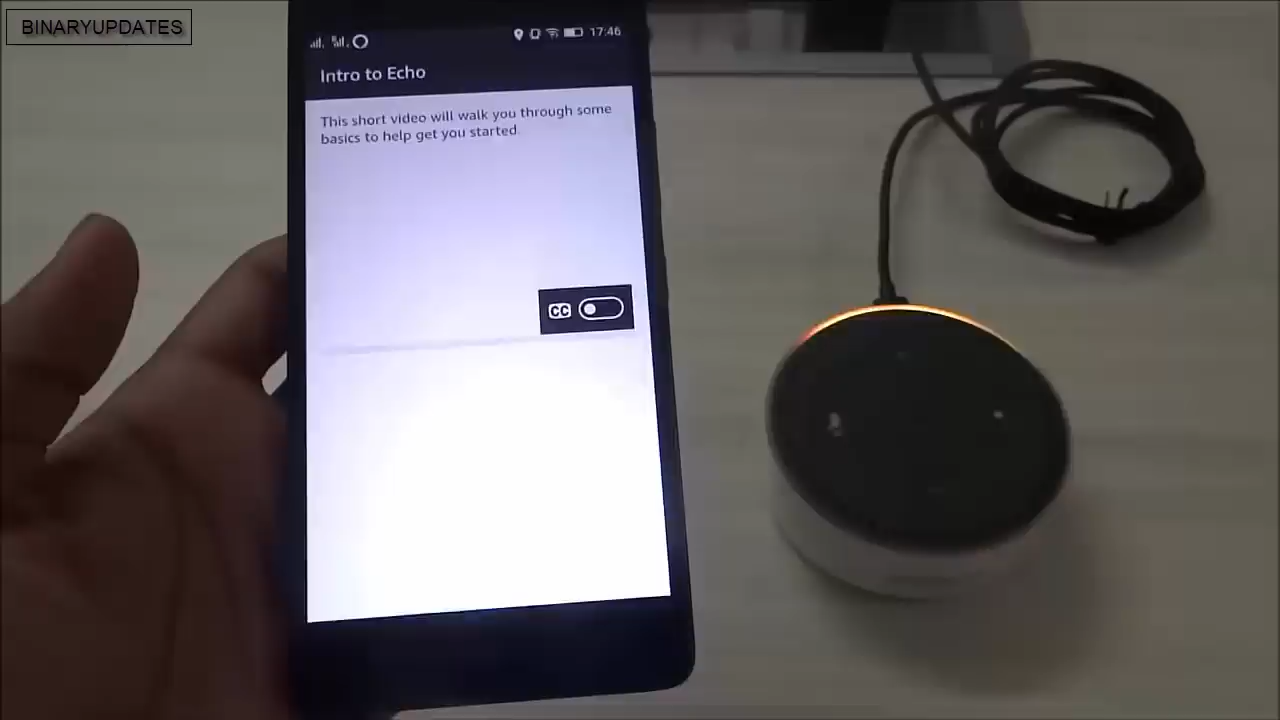 BINARYUPDATES
17:46
Intro to Echo
This short video will walk you through some
basics to help get you started.
CC